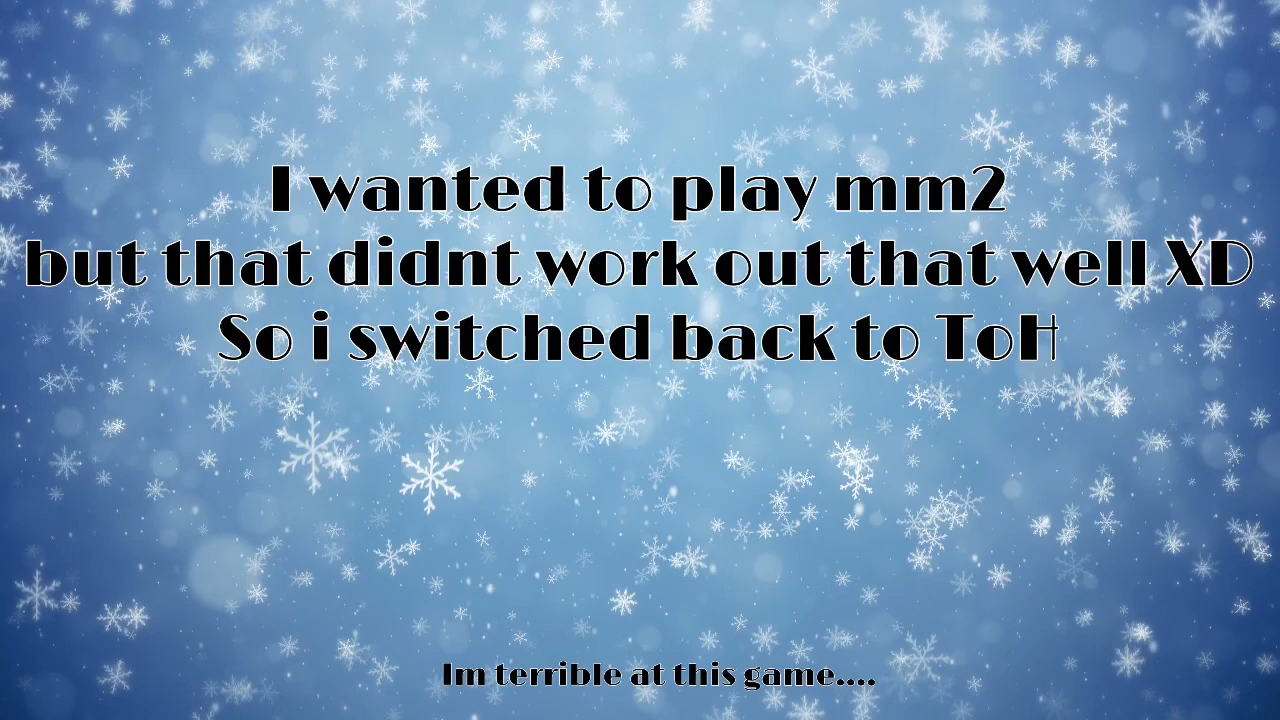 I wanted to play mm2
but that didnt work out that well XD
So i switched back to ToH
Im terrible at this game....